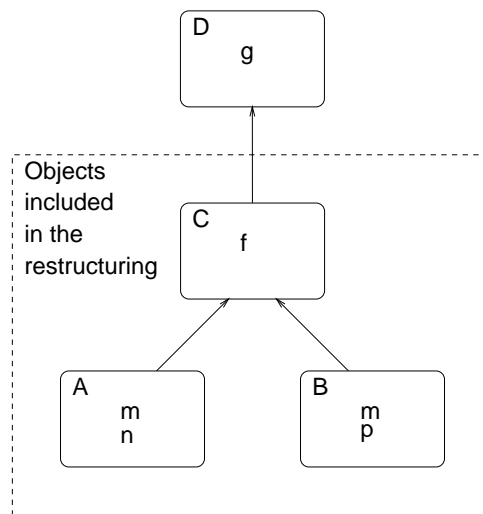 D
g
Objects
included
in the
restructuring
C
f
A
m
n
B
m
p